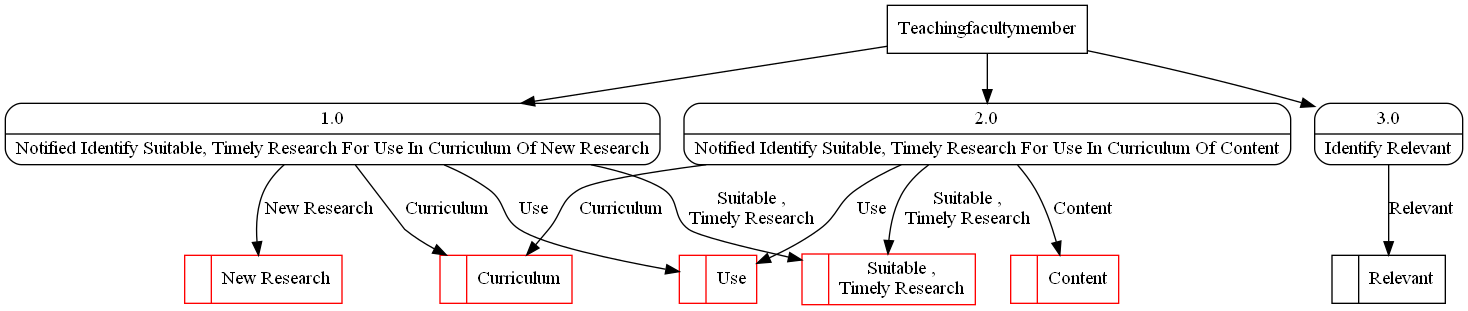 Teachingfacultymember
1.0
Notified Identify Suitable, Timely Research For Use In Curriculum Of New Research
2.0
Notified Identify Suitable, Timely Research For Use In Curriculum Of Content
3.0
Identify Relevant
New Research
Curriculum
Use
Curriculum
Suitable ,
Timely Research
Use
Suitable ,
Timely Research
Content
Relevant
New Research
Curriculum
Use
Suitable ,
Timely Research
Content
Relevant